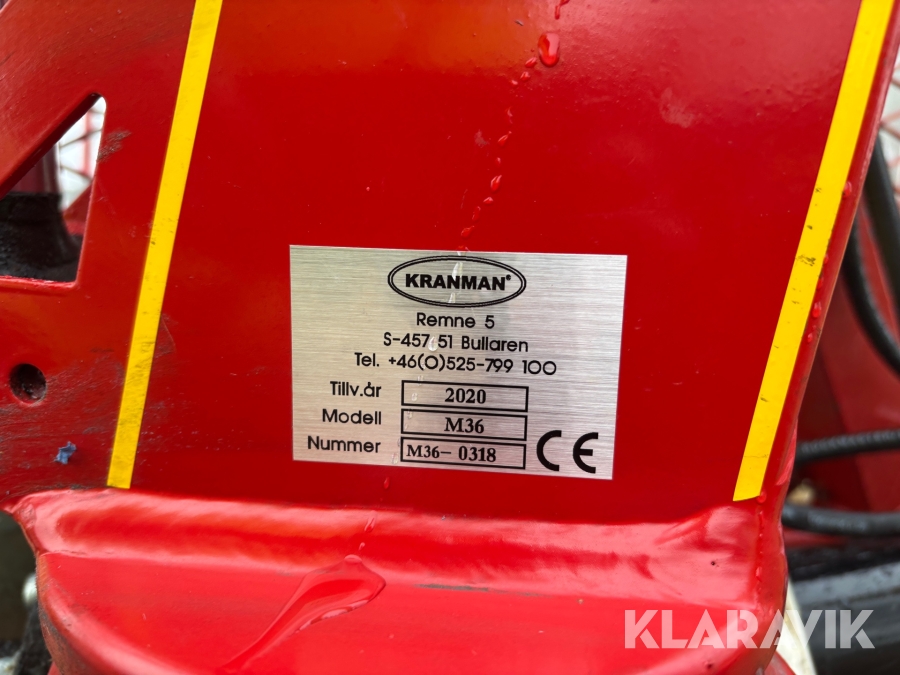 KRANMAN®
Remne 5
S-457 51 Bullaren
Tel. +46(0)525-799 100
Tillv.år 2020
Modell M36
Nummer M36-0318
CE
KLARAVIK